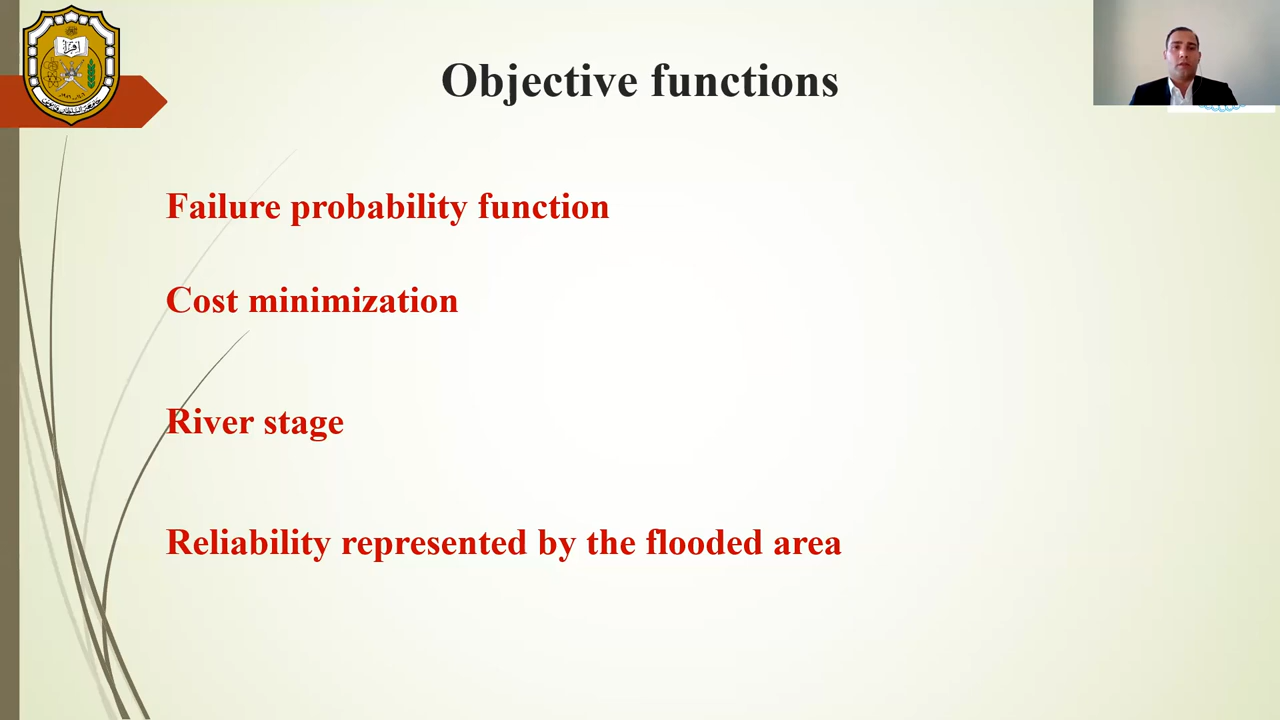 Objective functions
Failure probability function
Cost minimization
River stage
Reliability represented by the flooded area